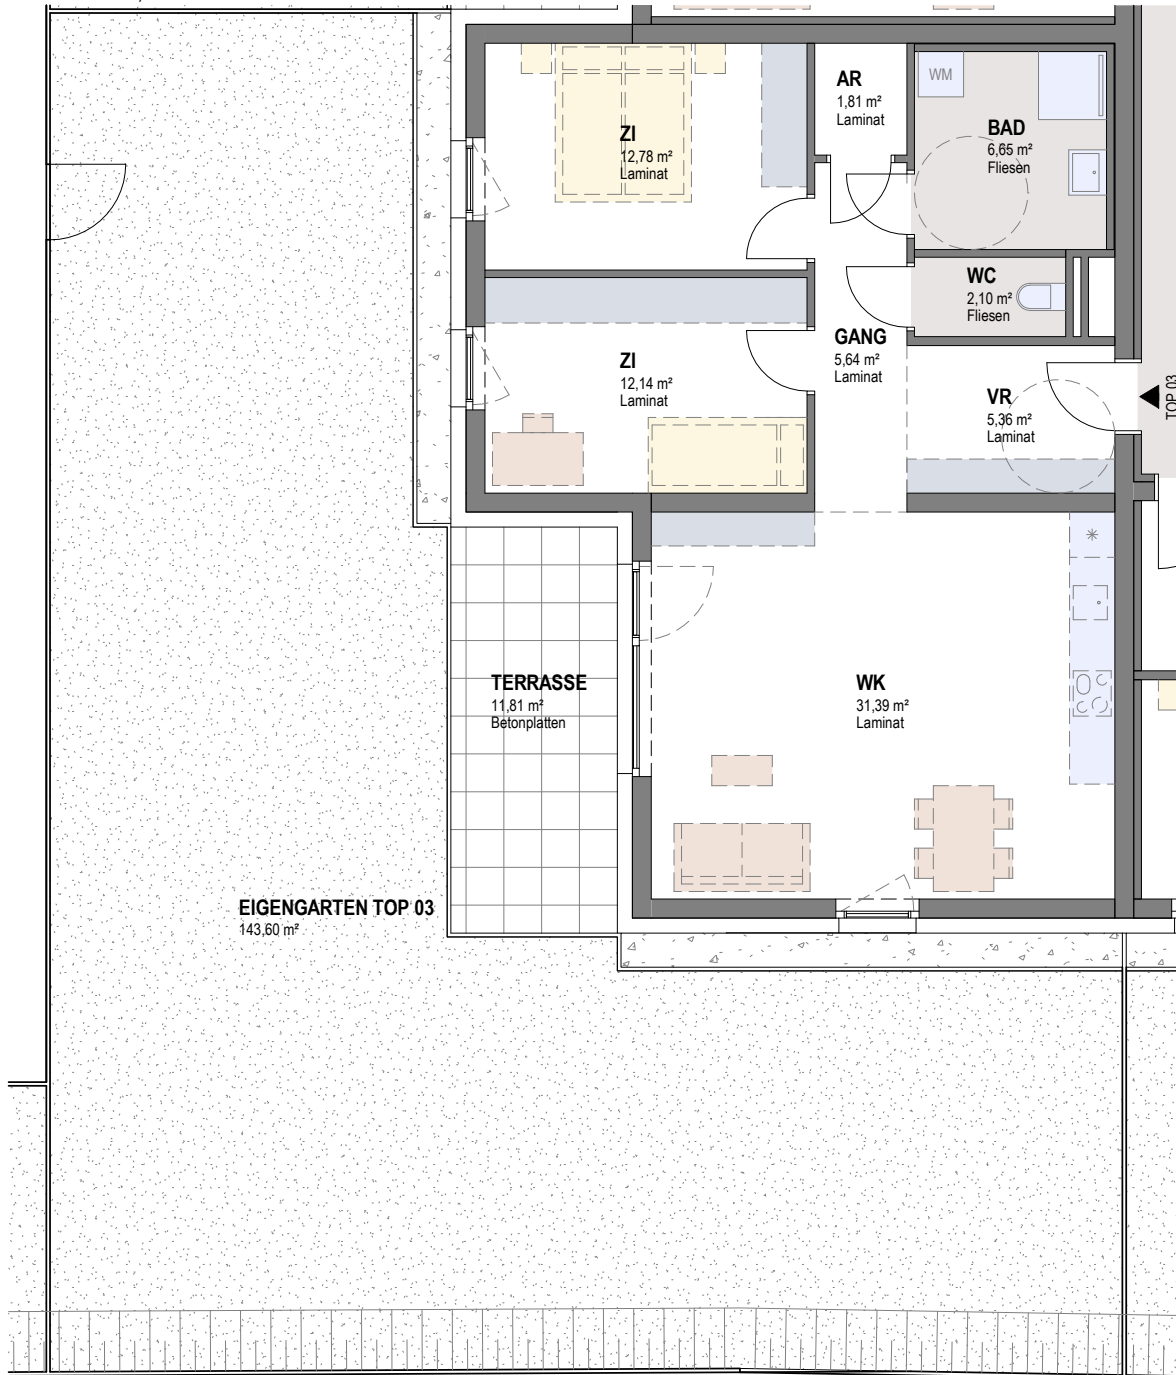 AR
1,81 m²
Laminat
WM
BAD
6,65 m²
Fliesen
ZI
12,78 m²
Laminat
WC
2,10 m²
Fliesen
GANG
5,64 m²
Laminat
ZI
12,14 m²
Laminat
VR
5,36 m²
Laminat
TOP 03
TERRASSE
11,81 m²
Betonplatten
WK
31,39 m²
Laminat
EIGENGARTEN TOP 03
143,60 m²